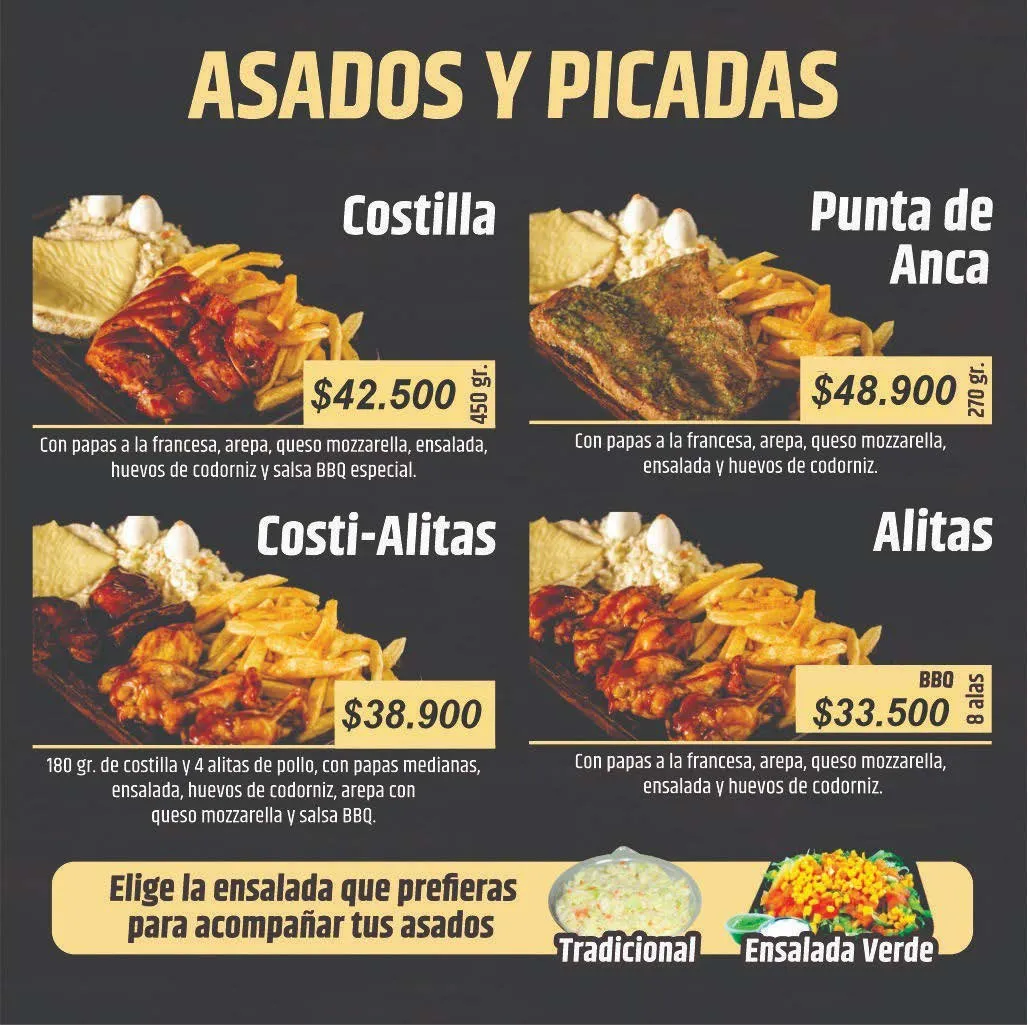 ASADOS Y PICADAS
Costilla
$42.500
450 gr.
Con papas a la francesa, arepa, queso mozzarella, ensalada,
huevos de codorniz y salsa BBQ especial.
Punta de
Anca
$48.900
270 gr.
Con papas a la francesa, arepa, queso mozzarella,
ensalada y huevos de codorniz.
Costi-Alitas
$38.900
180 gr. de costilla y 4 alitas de pollo, con papas medianas,
ensalada, huevos de codorniz, arepa con
queso mozzarella y salsa BBQ.
Alitas
BBQ
$33.500
8 alas
Con papas a la francesa, arepa, queso mozzarella,
ensalada y huevos de codorniz.
Elige la ensalada que prefieras
para acompañar tus asados
Tradicional
Ensalada Verde